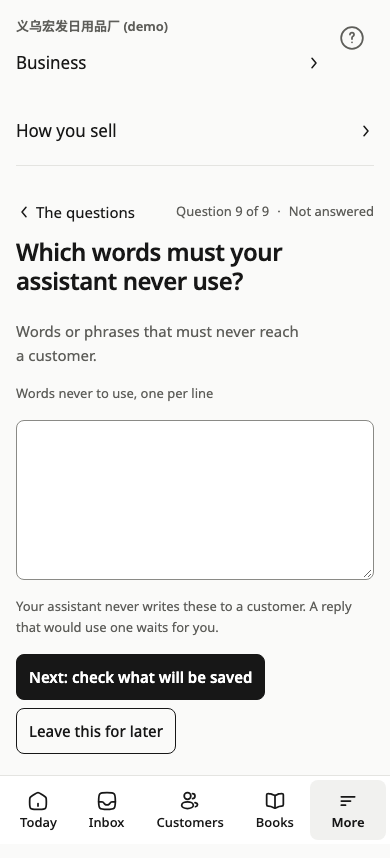 义乌宏发日用品厂 (demo)
Business
How you sell
The questions
Question 9 of 9 · Not answered
Which words must your
assistant never use?
Words or phrases that must never reach
a customer.
Words never to use, one per line
Your assistant never writes these to a customer. A reply
that would use one waits for you.
Next: check what will be saved
Leave this for later
Today
Inbox
Customers
Books
More